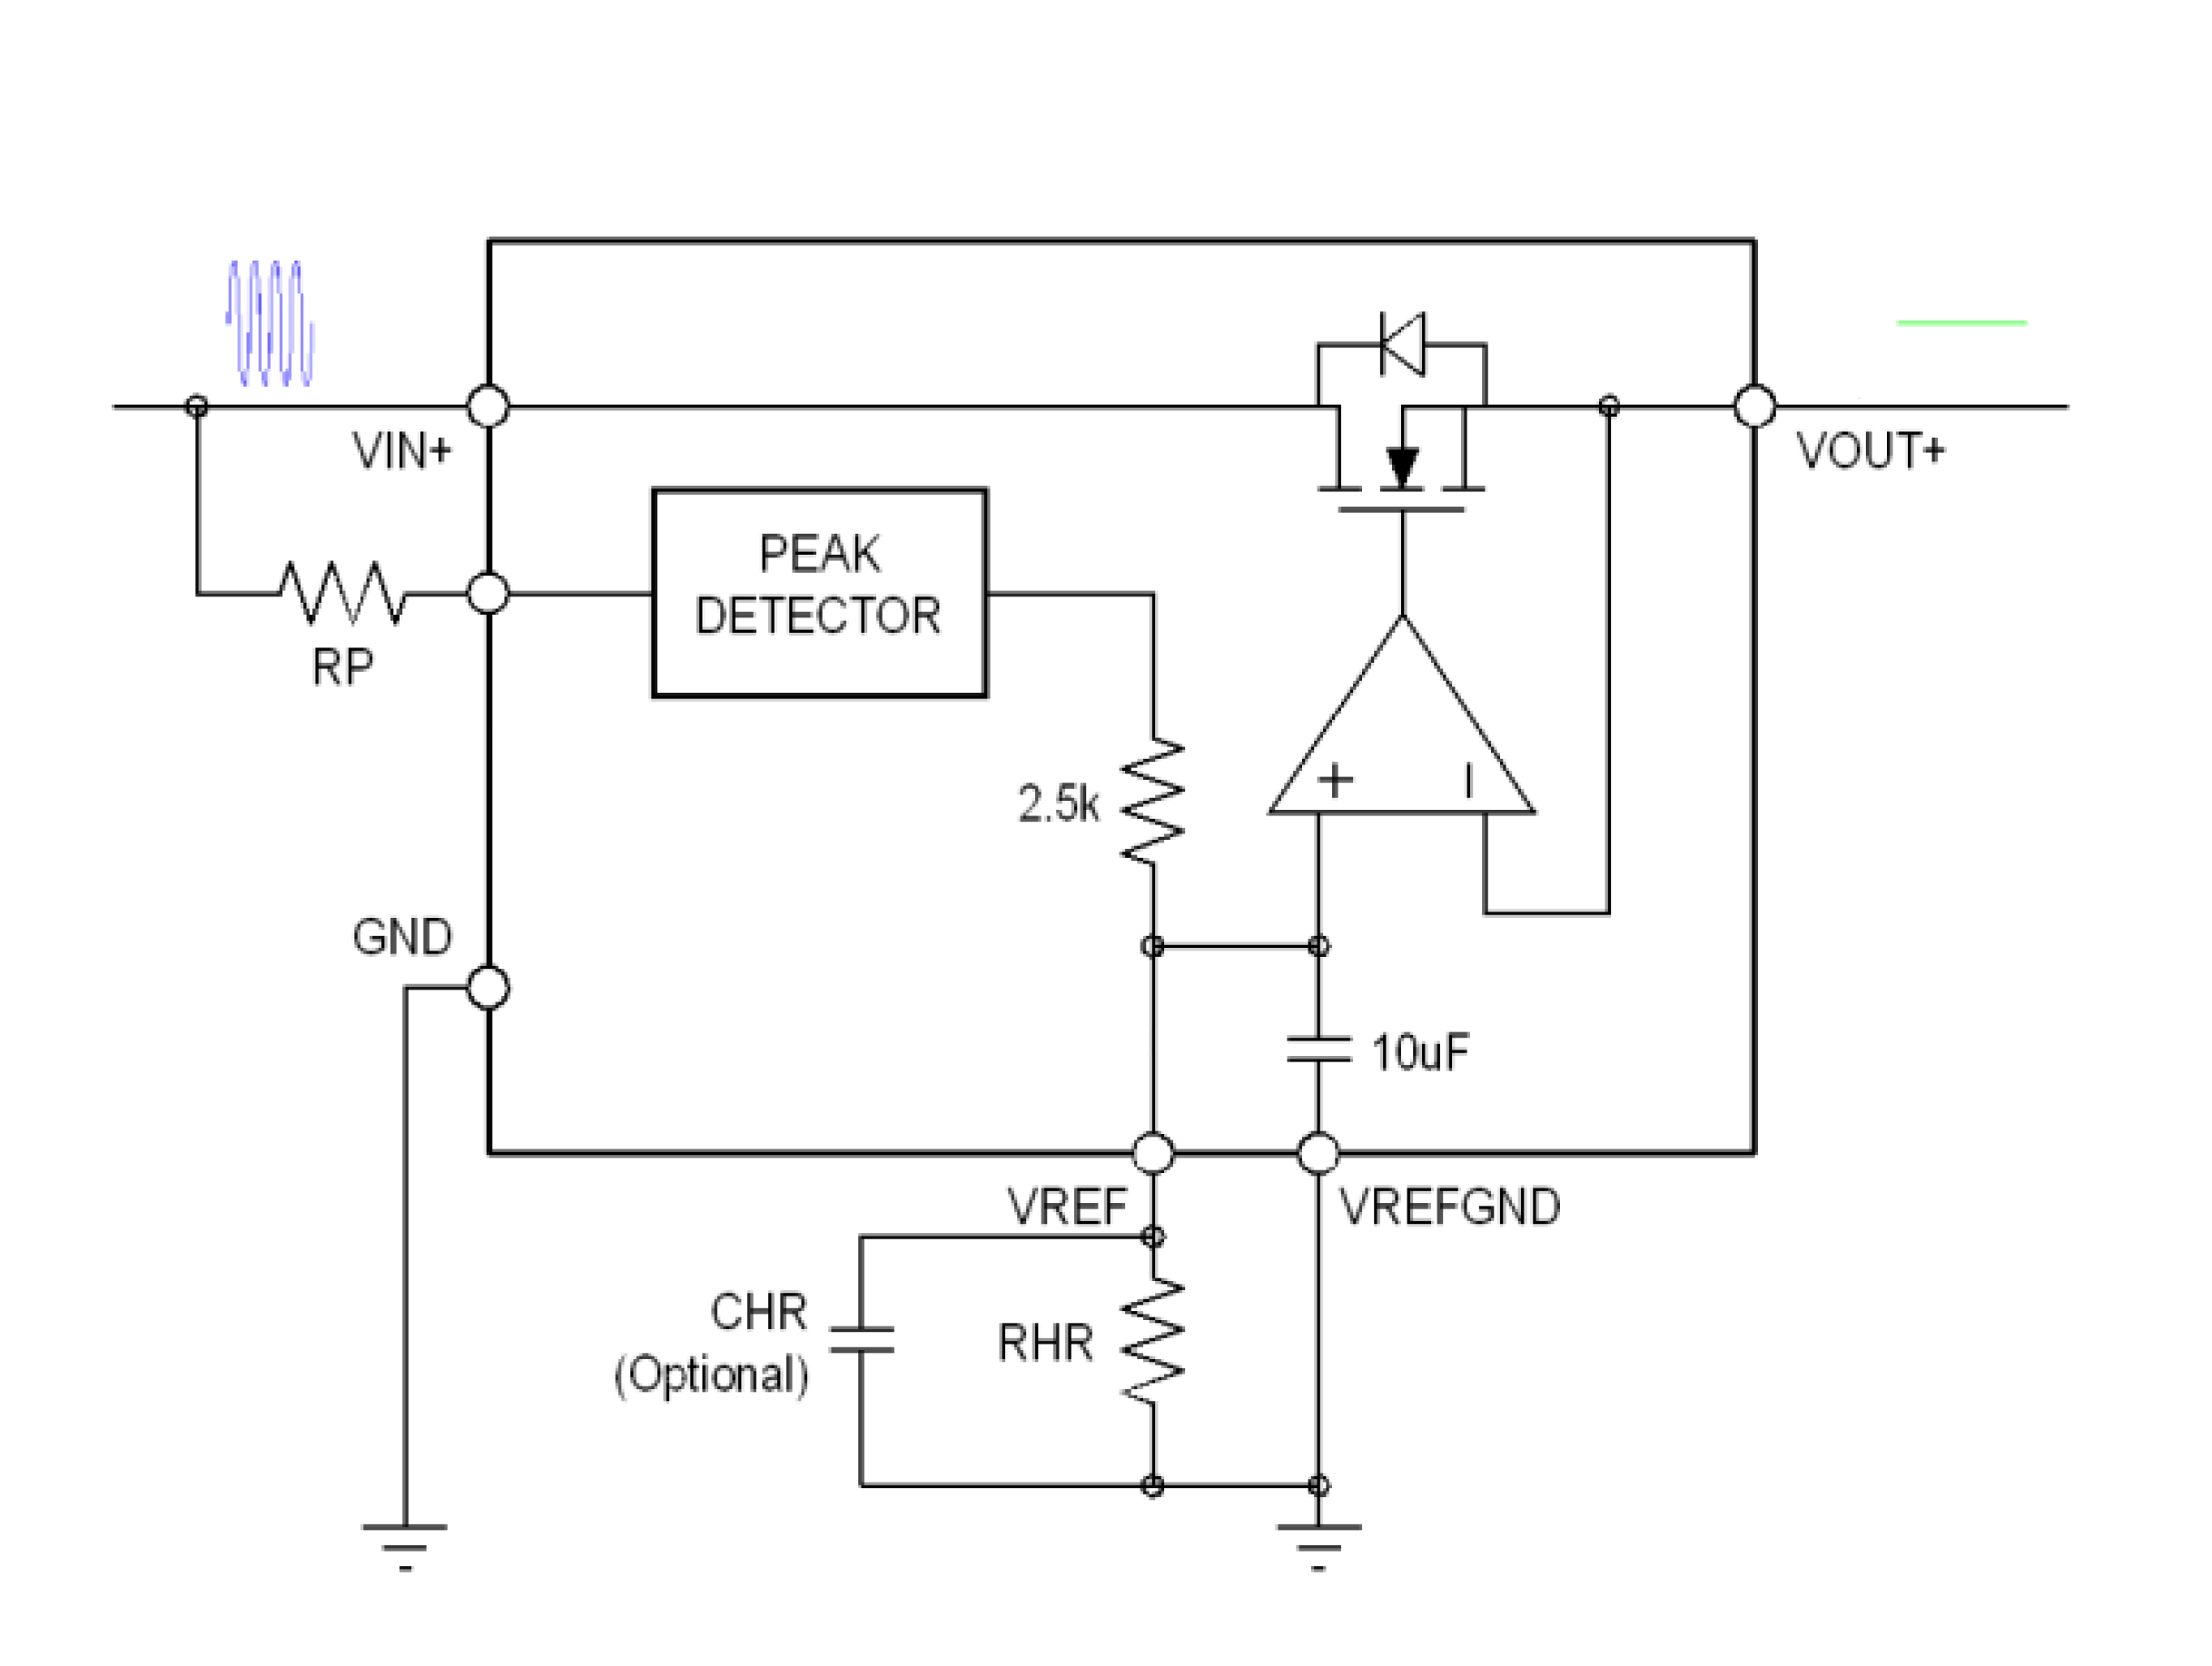 VIN+
VOUT+
PEAK
DETECTOR
RP
2.5k
+
−
GND
10uF
VREF
VREFGND
CHR
(Optional)
RHR